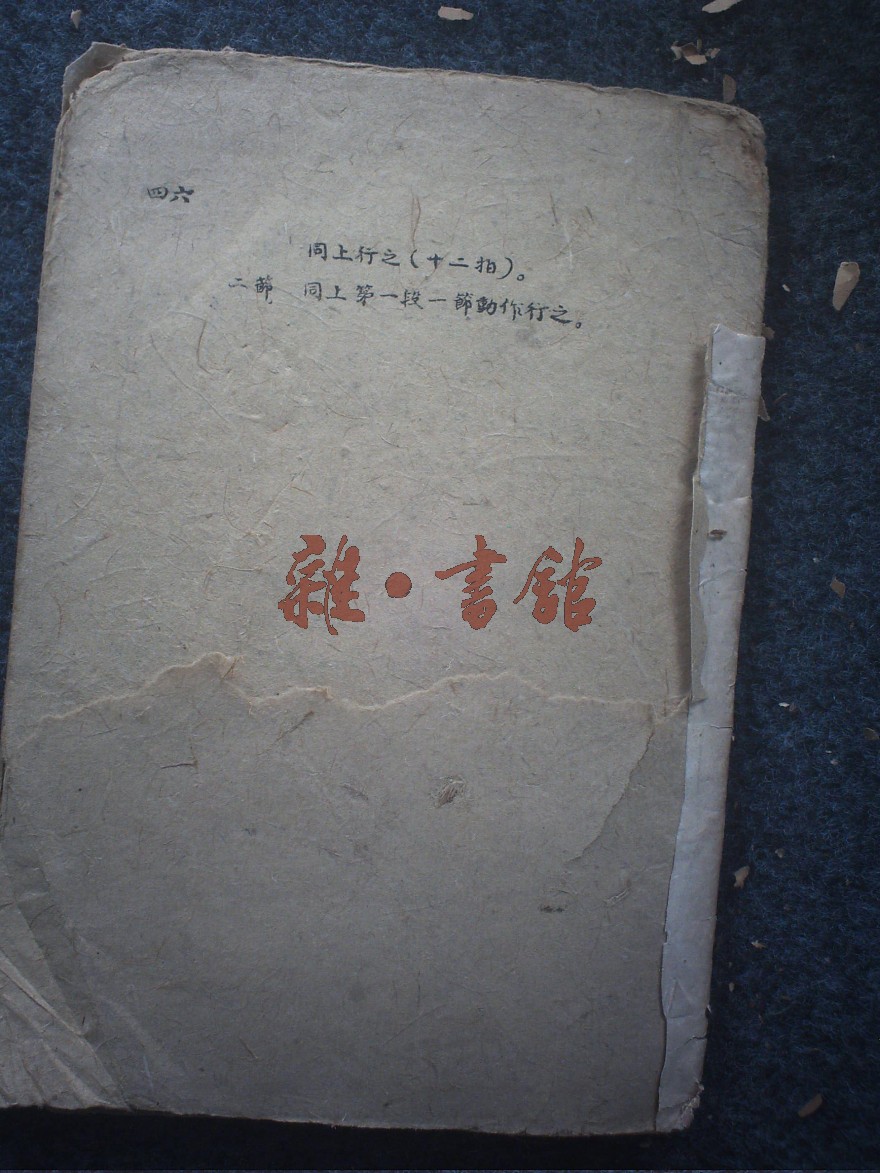 四六
同上行之(十二拍)。
二節 同上第一段一節動作行之。
雜·書館